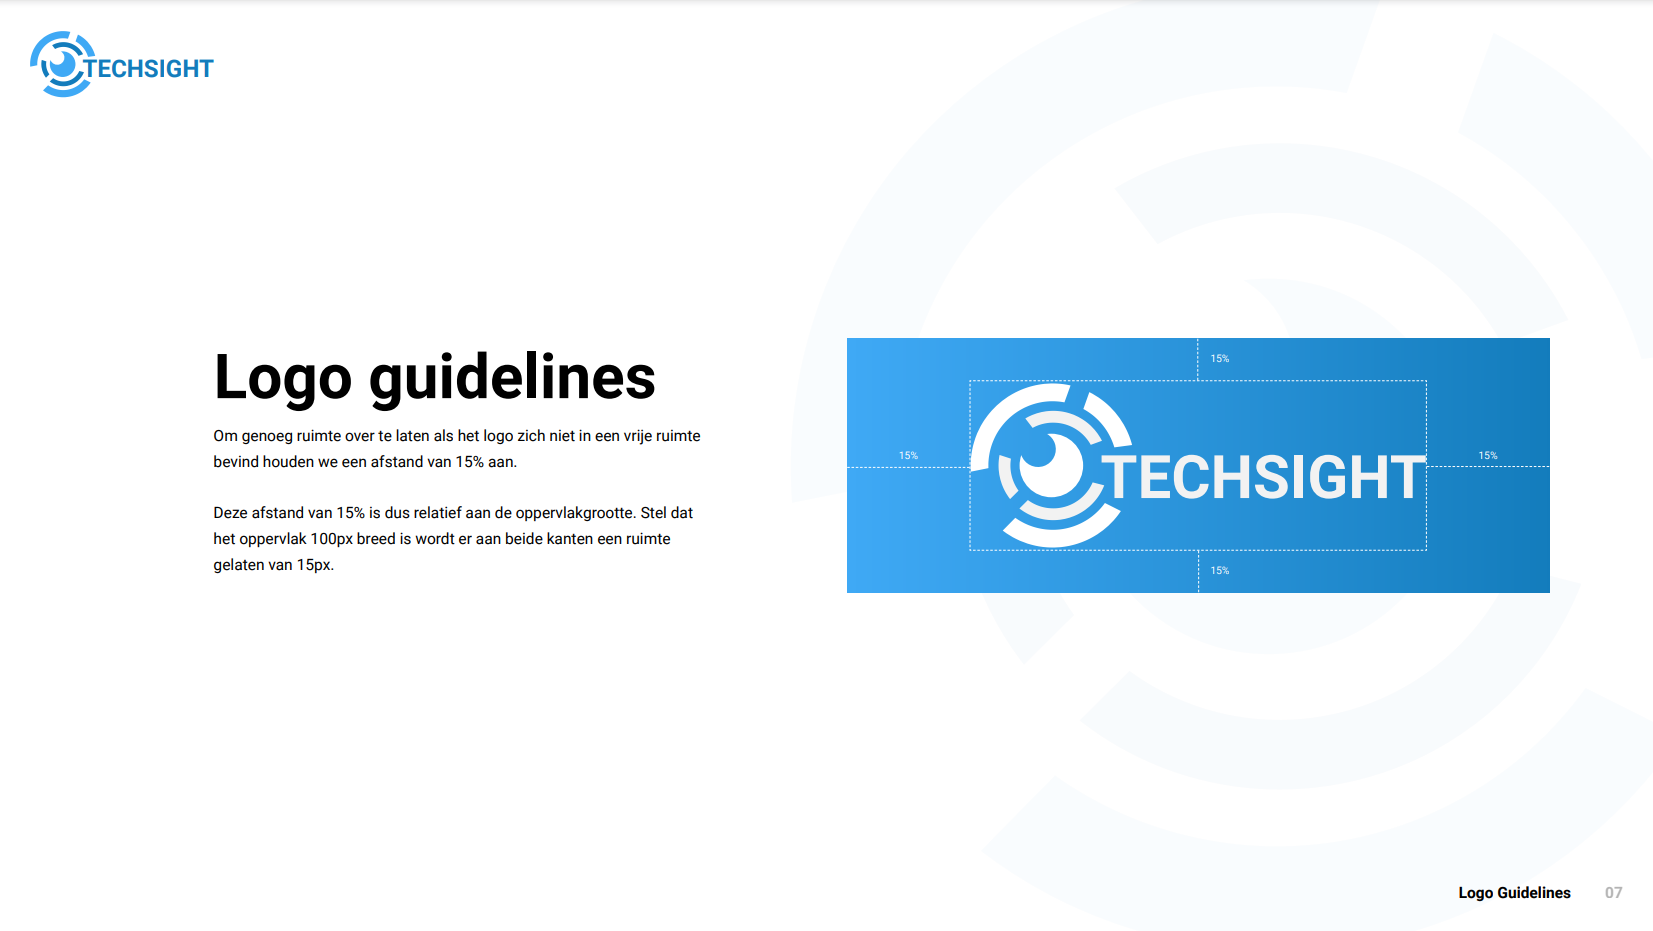 TECHSIGHT
Logo guidelines
Om genoeg ruimte over te laten als het logo zich niet in een vrije ruimte
bevind houden we een afstand van 15% aan.
Deze afstand van 15% is dus relatief aan de oppervlakgrootte. Stel dat
het oppervlak 100px breed is wordt er aan beide kanten een ruimte
gelaten van 15px.
15%
15%
15%
TECHSIGHT
15%
Logo Guidelines 07